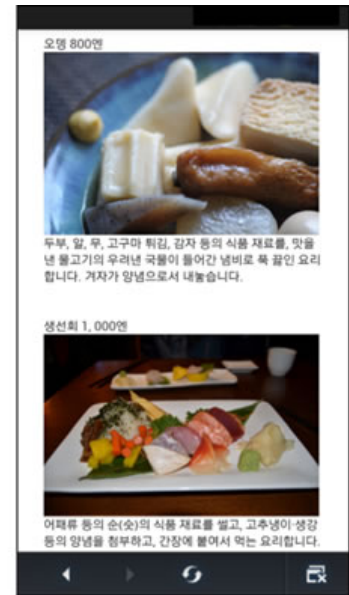 오뎅 800엔
두부, 알, 무, 고구마 튀김, 감자 등의 식품 재료를, 맛을
낸 물고기의 우려낸 국물이 들어간 냄비로 푹 끓인 요리
합니다. 겨자가 양념으로서 내놓습니다.
생선회 1, 000엔
어패류 등의 순(숫)의 식품 재료를 썰고, 고추냉이·생강
등의 양념을 첨부하고, 간장에 붙여서 먹는 요리합니다.